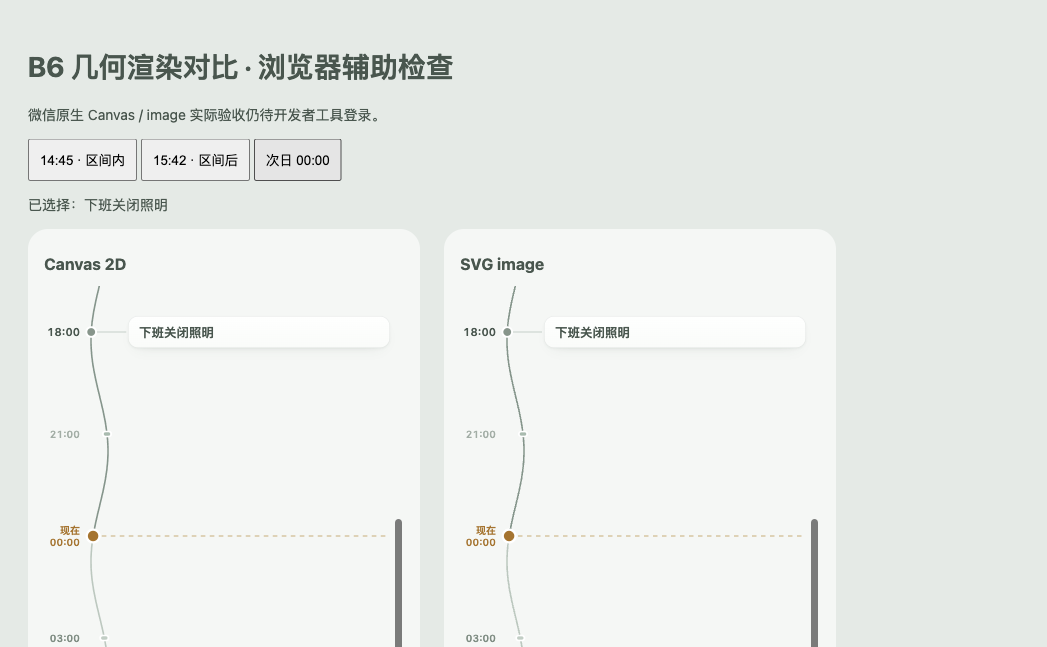 B6 几何渲染对比 · 浏览器辅助检查
微信原生 Canvas / image 实际验收仍待开发者工具登录。
14:45 · 区间内 15:42 · 区间后 次日 00:00
已选择：下班关闭照明
Canvas 2D
18:00 下班关闭照明
21:00
现在
00:00
03:00
SVG image
18:00 下班关闭照明
21:00
现在
00:00
03:00